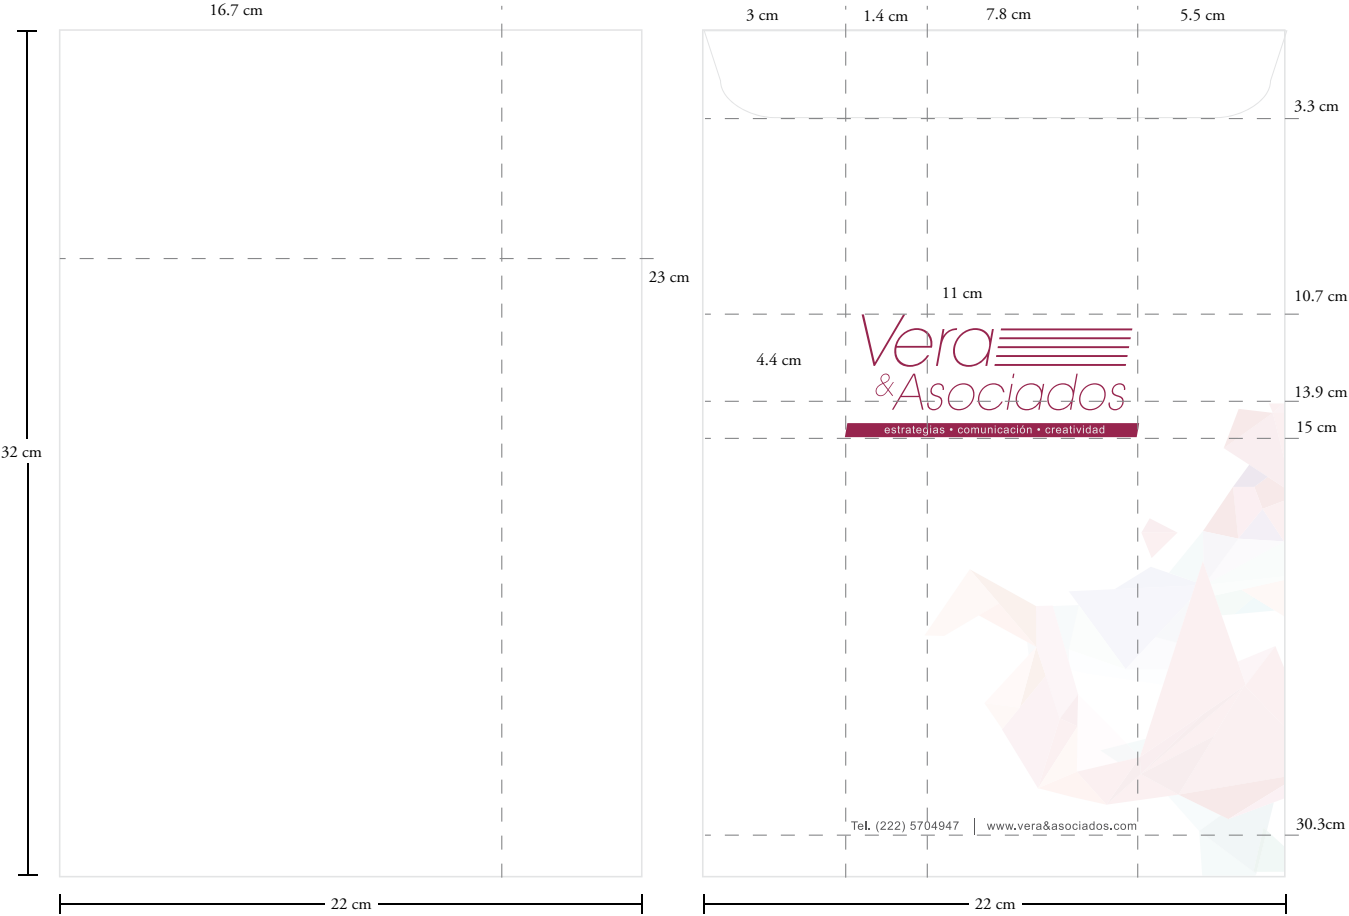 16.7 cm
3 cm
1.4 cm
7.8 cm
5.5 cm
3.3 cm
23 cm
11 cm
10.7 cm
Vera
4.4 cm
&Asociados
13.9 cm
estrategias • comunicación • creatividad
15 cm
32 cm
Tel. (222) 5704947 | www.vera&asociados.com
30.3cm
22 cm
22 cm